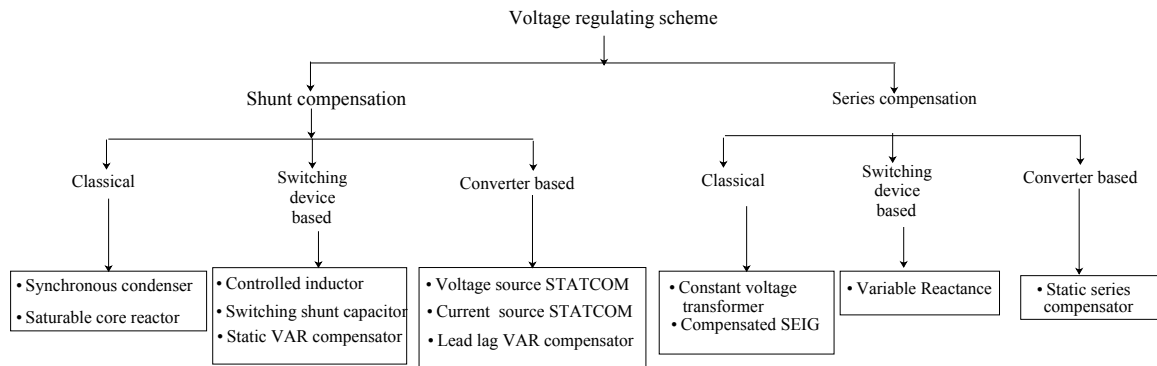 Voltage regulating scheme
Shunt compensation
Series compensation
Classical
Switching
device
based
Converter based
Classical
Switching
device
based
Converter based
• Synchronous condenser
• Saturable core reactor
• Controlled inductor
• Switching shunt capacitor
• Static VAR compensator
• Voltage source STATCOM
• Current source STATCOM
• Lead lag VAR compensator
• Constant voltage
transformer
• Compensated SEIG
• Variable Reactance
• Static series
compensator